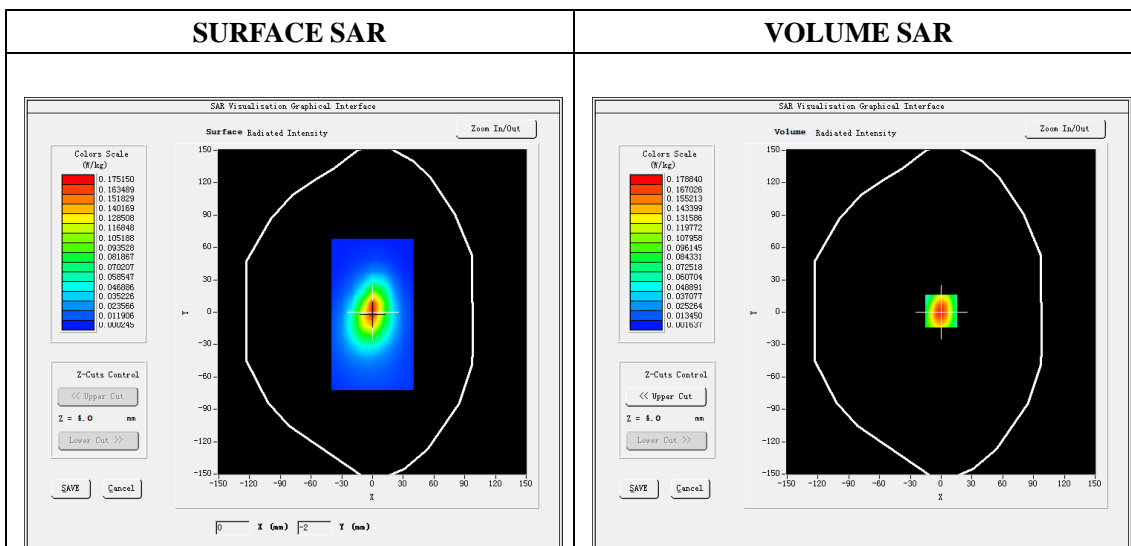 SURFACE SAR
VOLUME SAR
SAR Visualisation Graphical Interface
Surface Radiated Intensity
Zoom In/Out
Colors Scale
(W/kg)
0.175150
0.163489
0.151829
0.140169
0.128508
0.116848
0.105188
0.093528
0.081867
0.070207
0.058547
0.046886
0.035226
0.023566
0.011906
0.000245
Z-Cuts Control
<< Upper Cut
Z = 4.0 mm
Lower Cut >>
SAVE
Cancel
150
120
90
60
30
0
-30
-60
-90
-120
-150
Y
-150 -120 -90 -60 -30 0 30 60 90 120 150
X
0 X (mm) -2 Y (mm)
SAR Visualisation Graphical Interface
Volume Radiated Intensity
Zoom In/Out
Colors Scale
(W/kg)
0.178840
0.167026
0.155213
0.143399
0.131586
0.119772
0.107958
0.096145
0.084331
0.072518
0.060704
0.048891
0.037077
0.025264
0.013450
0.001637
Z-Cuts Control
<< Upper Cut
Z = 4.0 mm
Lower Cut >>
SAVE
Cancel
150
120
90
60
30
0
-30
-60
-90
-120
-150
Y
-150 -120 -90 -60 -30 0 30 60 90 120 150
X